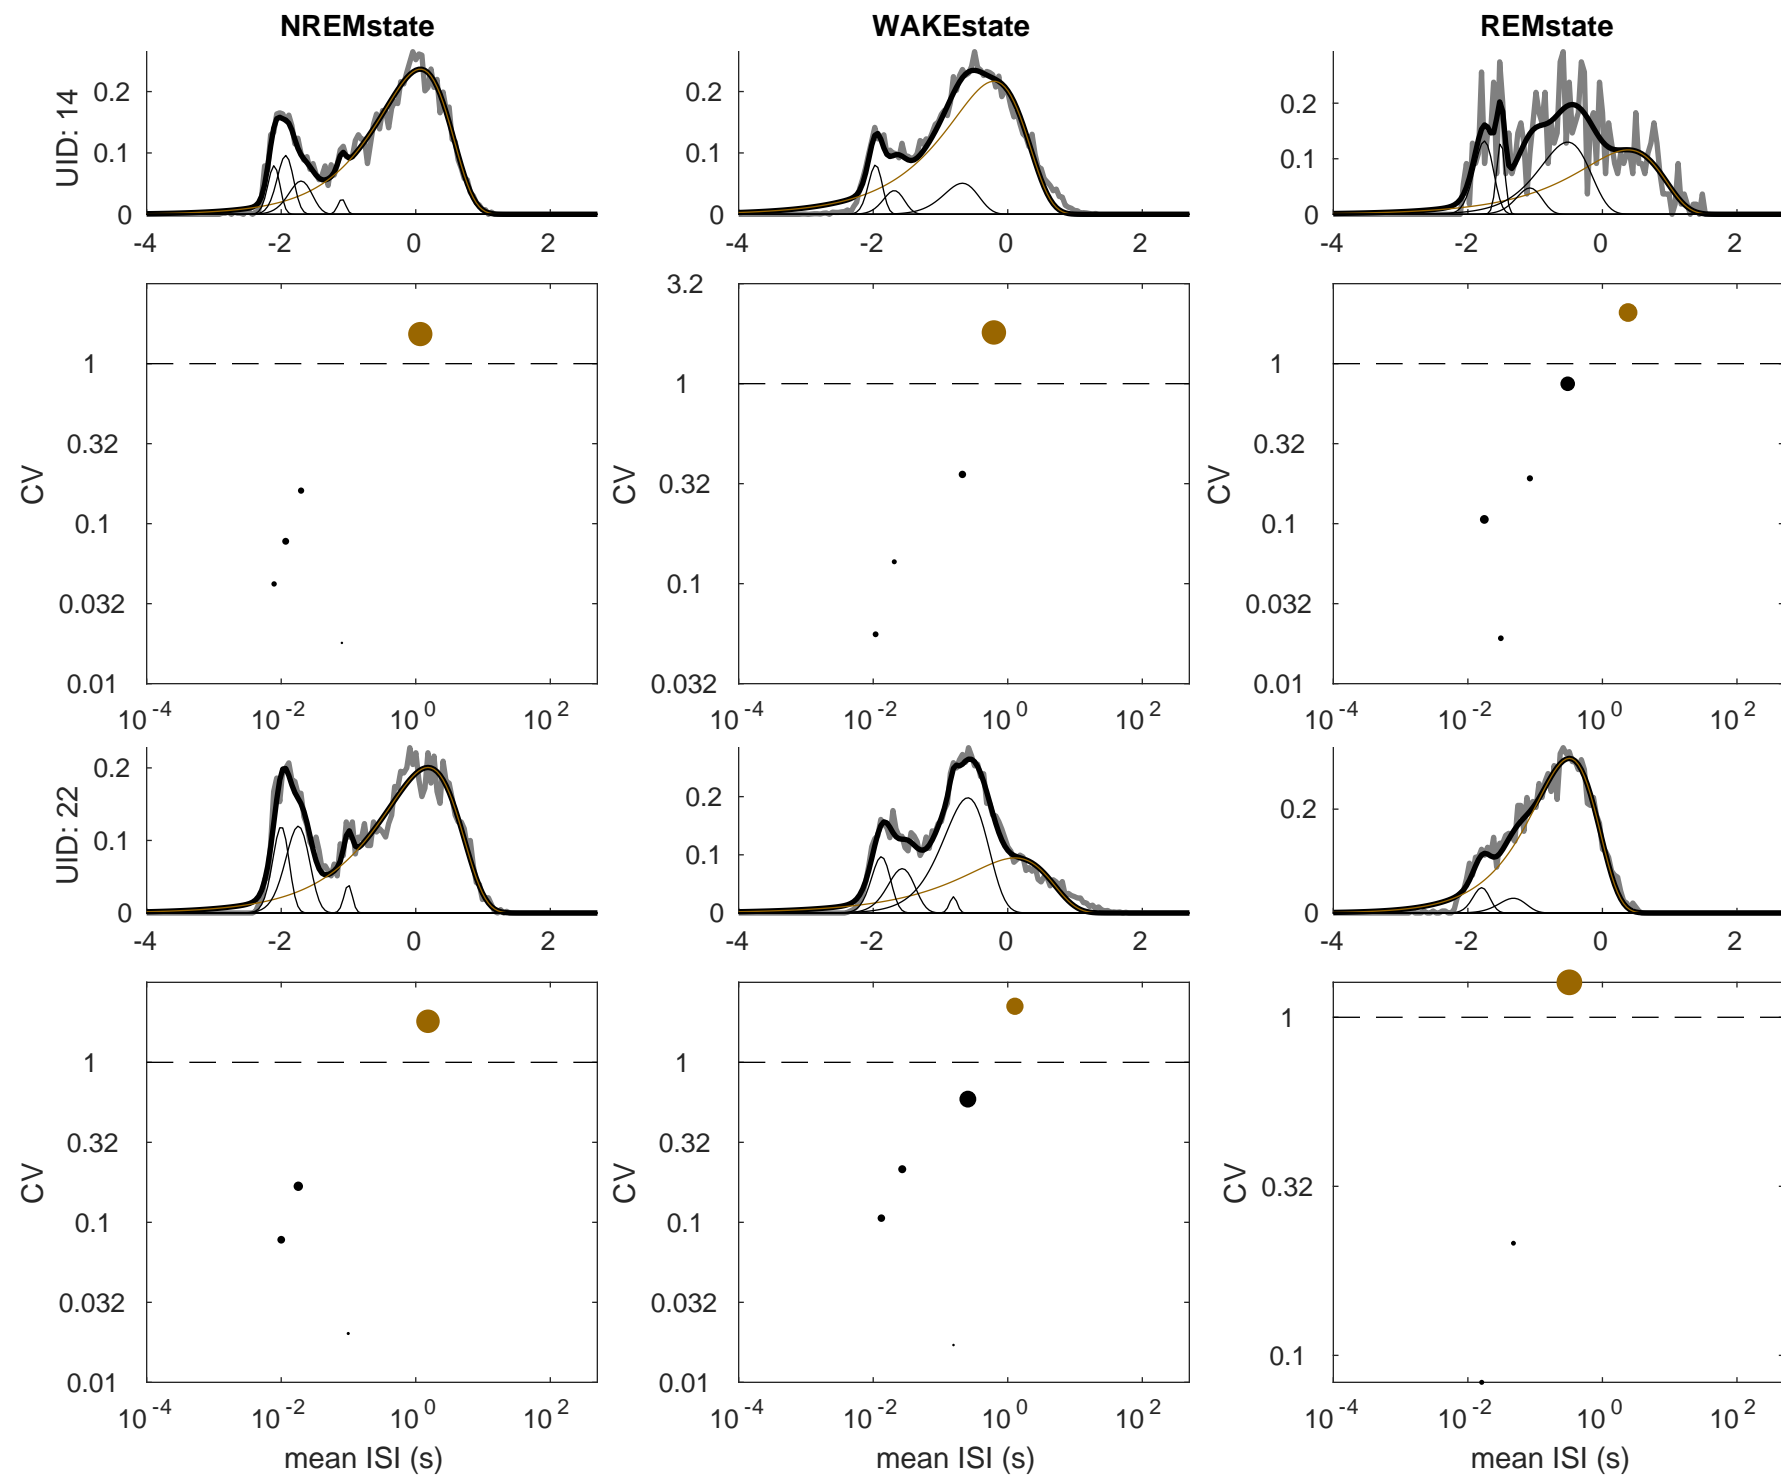 NREMstate WAKEstate REMstate
UID: 14
0.2 0.1 0 -4 -2 0 2
0.2 0.1 0 -4 -2 0 2
0.2 0.1 0 -4 -2 0 2
CV 1 0.32 0.1 0.032 0.01
10^-4 10^-2 10^0 10^2
CV 3.2 1 0.32 0.1 0.032
10^-4 10^-2 10^0 10^2
CV 1 0.32 0.1 0.032 0.01
10^-4 10^-2 10^0 10^2
UID: 22
0.2 0.1 0 -4 -2 0 2
0.2 0.1 0 -4 -2 0 2
0.2 0 -4 -2 0 2
CV 1 0.32 0.1 0.032 0.01
10^-4 10^-2 10^0 10^2
mean ISI (s)
CV 1 0.32 0.1 0.032 0.01
10^-4 10^-2 10^0 10^2
mean ISI (s)
CV 1 0.32 0.1
10^-4 10^-2 10^0 10^2
mean ISI (s)